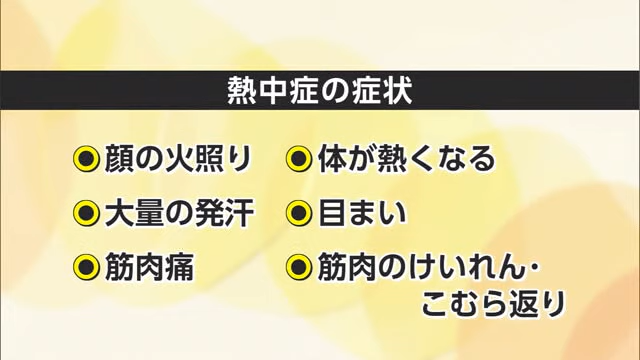 熱中症の症状
顔の火照り
体が熱くなる
大量の発汗
目まい
筋肉痛
筋肉のけいれん・
こむら返り